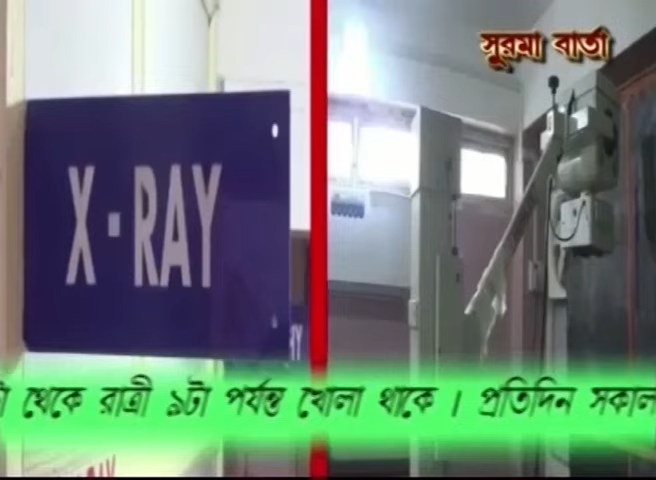 সুরমা বার্তা
X-RAY
থেকে রাত্রী ৯টা পর্যন্ত খোলা থাকে । প্রতিদিন সকাল